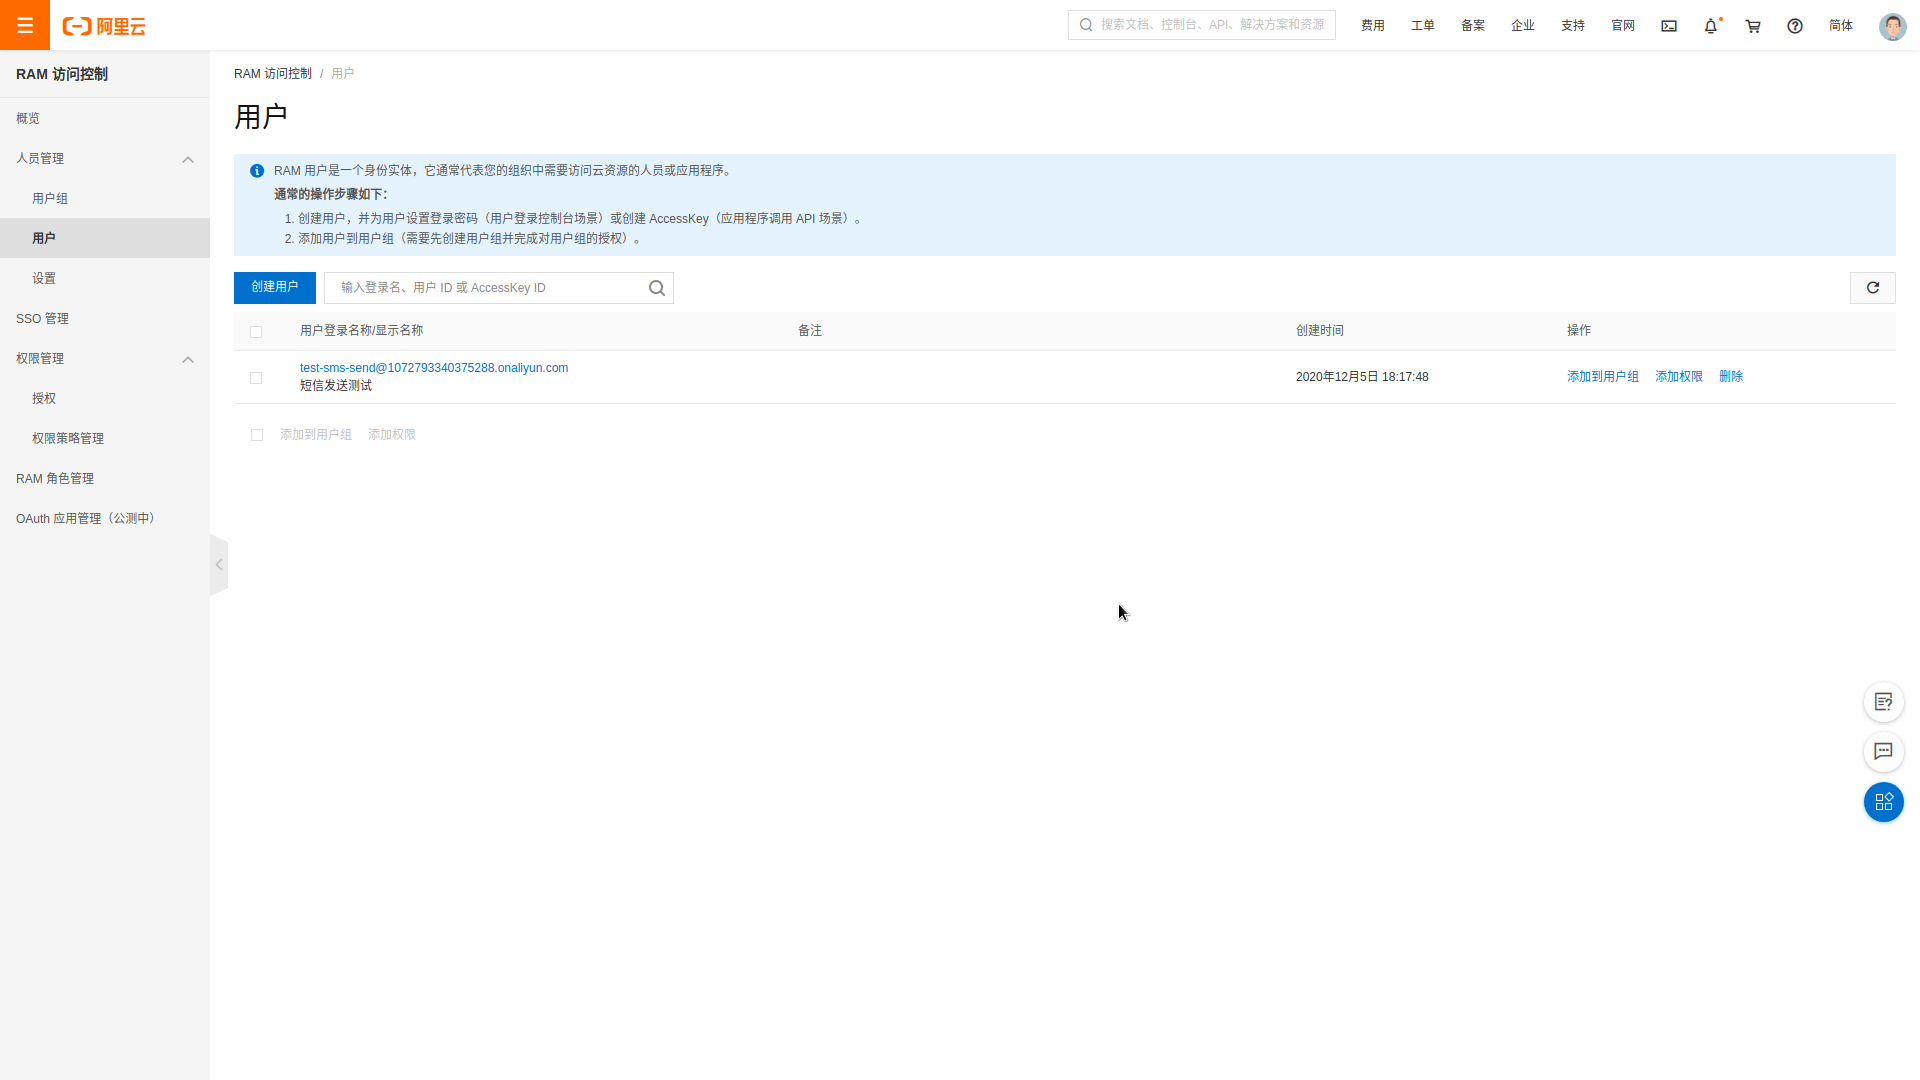 阿里云
搜索文档、控制台、API、解决方案和资源
费用
工单
备案
企业
支持
官网
简体
RAM 访问控制
概览
人员管理
用户组
用户
设置
SSO 管理
权限管理
授权
权限策略管理
RAM 角色管理
OAuth 应用管理（公测中）
RAM 访问控制 / 用户
用户
RAM 用户是一个身份实体，它通常代表您的组织中需要访问云资源的人员或应用程序。
通常的操作步骤如下：
1. 创建用户，并为用户设置登录密码（用户登录控制台场景）或创建 AccessKey（应用程序调用 API 场景）。
2. 添加用户到用户组（需要先创建用户组并完成对用户组的授权）。
创建用户
输入登录名、用户 ID 或 AccessKey ID
用户登录名称/显示名称
备注
创建时间
操作
test-sms-send@1072793340375288.onaliyun.com
短信发送测试
2020年12月5日 18:17:48
添加到用户组
添加权限
删除
添加到用户组
添加权限